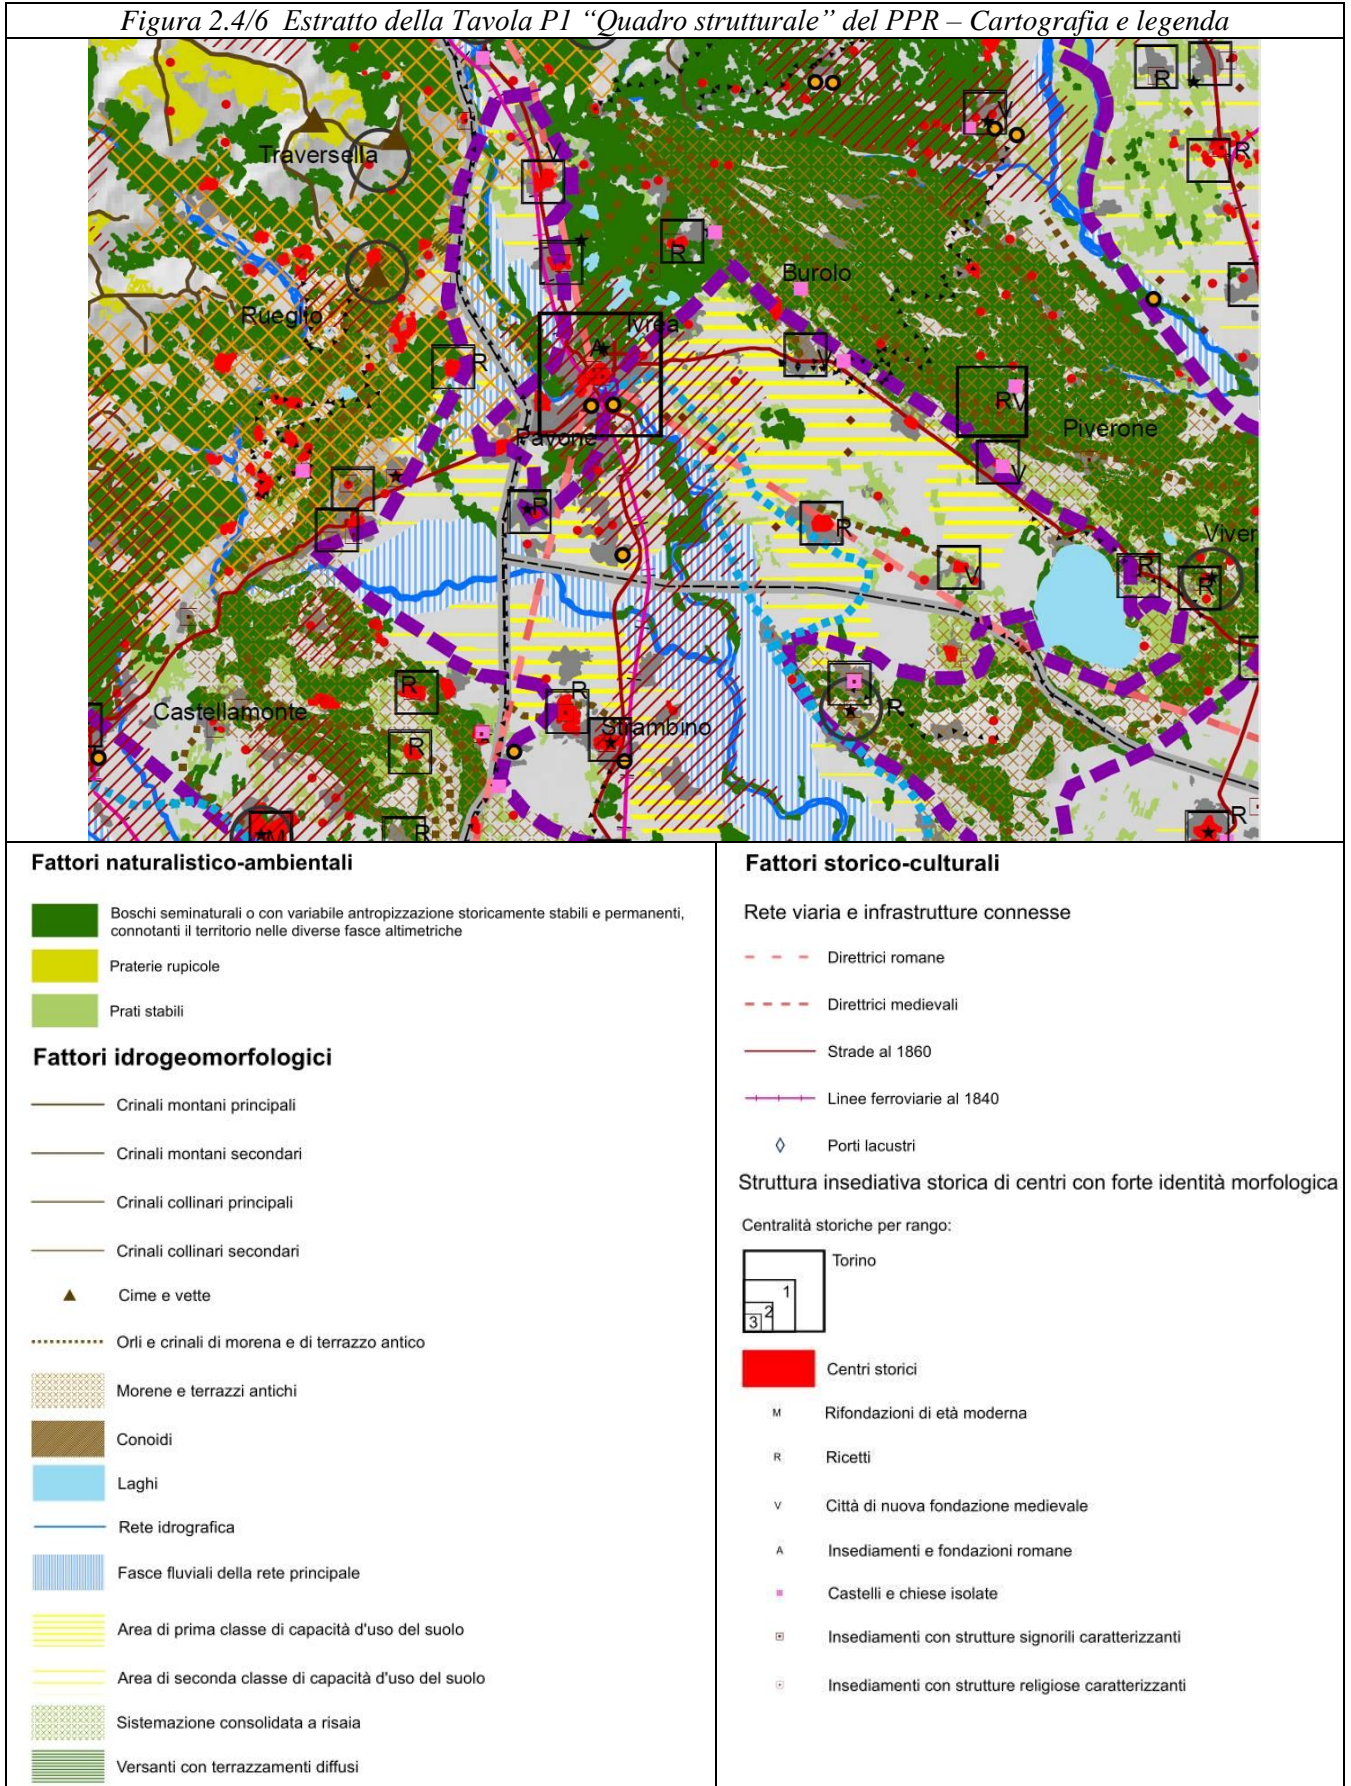 Figura 2.4/6 Estratto della Tavola P1 “Quadro strutturale” del PPR – Cartografia e legenda
R
V
R
Traversella
V
R
Burolo
Rueglio
Ivrea
A
R
V
RV
Pavone
Piverone
V
R
R
Viver
V
R
R
R
R
R
Castellamonte
Strambino
R
R
M
R
Fattori naturalistico-ambientali
Boschi seminaturali o con variabile antropizzazione storicamente stabili e permanenti,
connotanti il territorio nelle diverse fasce altimetriche
Praterie rupicole
Prati stabili
Fattori idrogeomorfologici
Crinali montani principali
Crinali montani secondari
Crinali collinari principali
Crinali collinari secondari
Cime e vette
Orli e crinali di morena e di terrazzo antico
Morene e terrazzi antichi
Conoidi
Laghi
Rete idrografica
Fasce fluviali della rete principale
Area di prima classe di capacità d'uso del suolo
Area di seconda classe di capacità d'uso del suolo
Sistemazione consolidata a risaia
Versanti con terrazzamenti diffusi
Fattori storico-culturali
Rete viaria e infrastrutture connesse
Direttrici romane
Direttrici medievali
Strade al 1860
Linee ferroviarie al 1840
Porti lacustri
Struttura insediativa storica di centri con forte identità morfologica
Centralità storiche per rango:
Torino
1
2
3
Centri storici
M Rifondazioni di età moderna
R Ricetti
V Città di nuova fondazione medievale
A Insediamenti e fondazioni romane
Castelli e chiese isolate
Insediamenti con strutture signorili caratterizzanti
Insediamenti con strutture religiose caratterizzanti